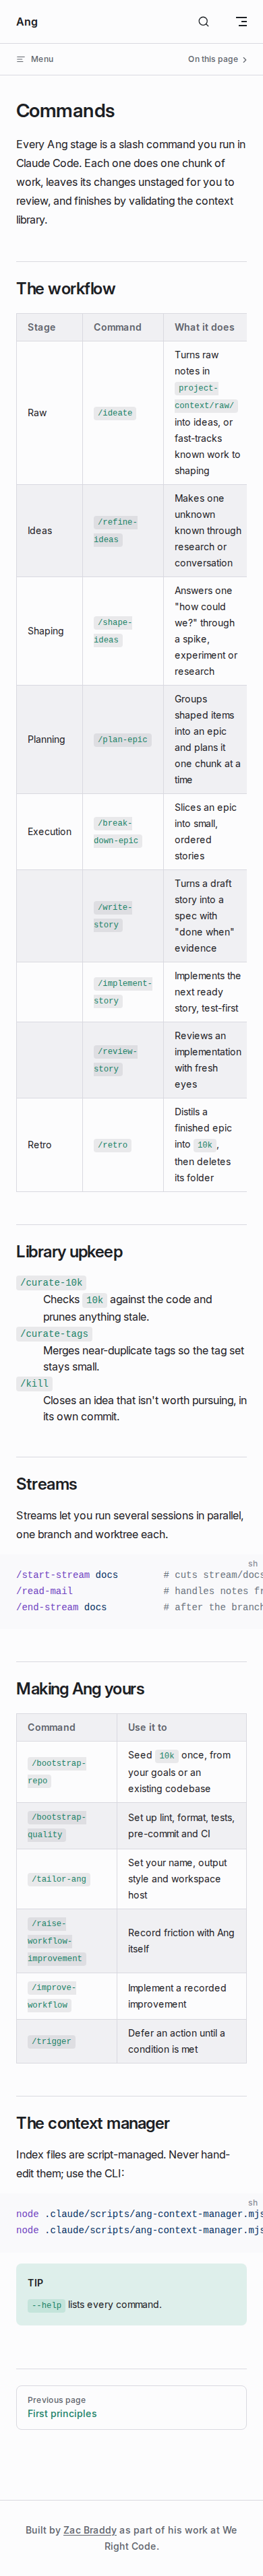 Ang
Menu
On this page
Commands
Every Ang stage is a slash command you run in
Claude Code. Each one does one chunk of
work, leaves its changes unstaged for you to
review, and finishes by validating the context
library.
The workflow
Stage Command What it does
Raw /ideate Turns raw
notes in
project-
context/raw/
into ideas, or
fast-tracks
known work to
shaping
Ideas /refine-
ideas Makes one
unknown
known through
research or
conversation
Shaping /shape-
ideas Answers one
"how could
we?" through
a spike,
experiment or
research
Planning /plan-epic Groups
shaped items
into an epic
and plans it
one chunk at a
time
Execution /break-
down-epic Slices an epic
into small,
ordered
stories
/write-
story Turns a draft
story into a
spec with
"done when"
evidence
/implement-
story Implements the
next ready
story, test-first
/review-
story Reviews an
implementation
with fresh
eyes
Retro /retro Distils a
finished epic
into 10k,
then deletes
its folder
Library upkeep
/curate-10k
Checks 10k against the code and
prunes anything stale.
/curate-tags
Merges near-duplicate tags so the tag set
stays small.
/kill
Closes an idea that isn't worth pursuing, in
its own commit.
Streams
Streams let you run several sessions in parallel,
one branch and worktree each.
sh
/start-stream docs # cuts stream/docs
/read-mail # handles notes fr
/end-stream docs # after the branch
Making Ang yours
Command Use it to
/bootstrap-
repo Seed 10k once, from
your goals or an
existing codebase
/bootstrap-
quality Set up lint, format, tests,
pre-commit and CI
/tailor-ang Set your name, output
style and workspace
host
/raise-
workflow-
improvement Record friction with Ang
itself
/improve-
workflow Implement a recorded
improvement
/trigger Defer an action until a
condition is met
The context manager
Index files are script-managed. Never hand-
edit them; use the CLI:
sh
node .claude/scripts/ang-context-manager.mjs
node .claude/scripts/ang-context-manager.mjs
TIP
--help lists every command.
Previous page
First principles
Built by Zac Braddy as part of his work at We
Right Code.